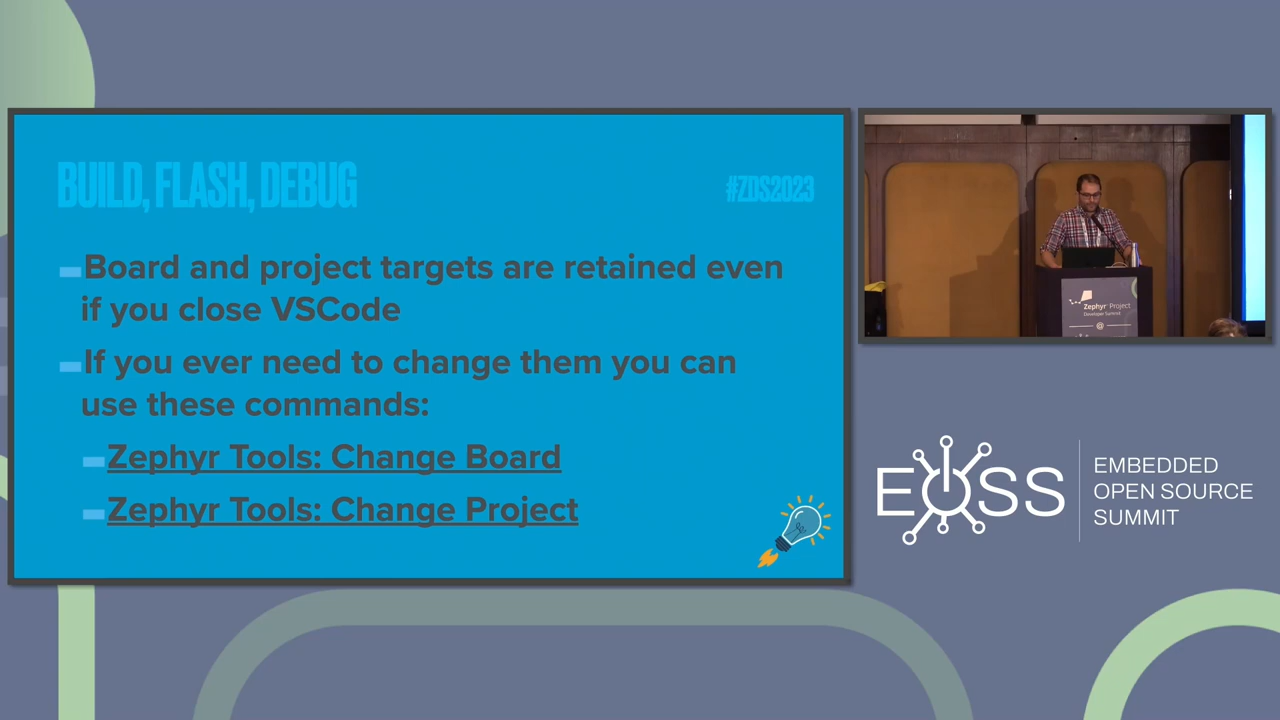 BUILD, FLASH, DEBUG
#ZDS2023
Board and project targets are retained even
if you close VSCode
If you ever need to change them you can
use these commands:
Zephyr Tools: Change Board
Zephyr Tools: Change Project
Zephyr Project
Developer Summit
@
EOSS
EMBEDDED
OPEN SOURCE
SUMMIT